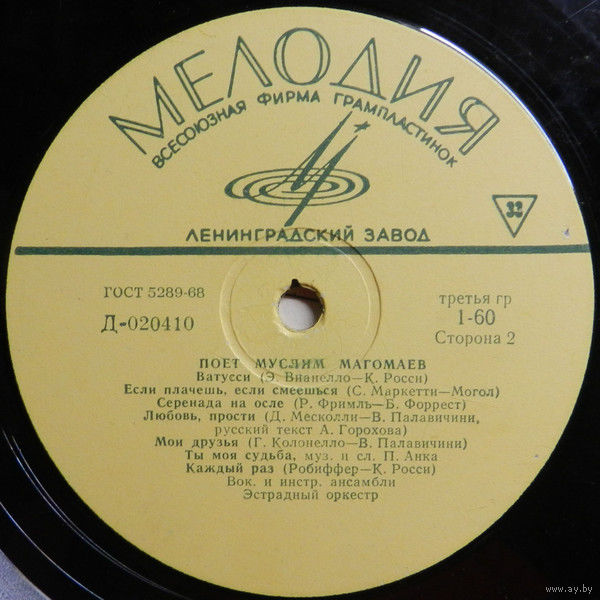 МЕЛОДИЯ
ВСЕСОЮЗНАЯ ФИРМА ГРАМПЛАСТИНОК
ЛЕНИНГРАДСКИЙ ЗАВОД
33
ГОСТ 5289-68
третья гр
Д-020410
1-60
Сторона 2
ПОЕТ МУСЛИМ МАГОМАЕВ
Ватусси (Э. Вианелло—К. Росси)
Если плачешь, если смеешься (С. Маркетти—Могол)
Серенада на осле (Р. Фримль—Б. Форрест)
Любовь, прости (Д. Месколли—В. Палавичини,
русский текст А. Горохова)
Мои друзья (Г. Колонелло—В. Палавичини)
Ты моя судьба, муз. и сл. П. Анка
Каждый раз (Робиффер—К. Росси)
Вок. и инстр. ансамбли
Эстрадный оркестр
www.ay.by